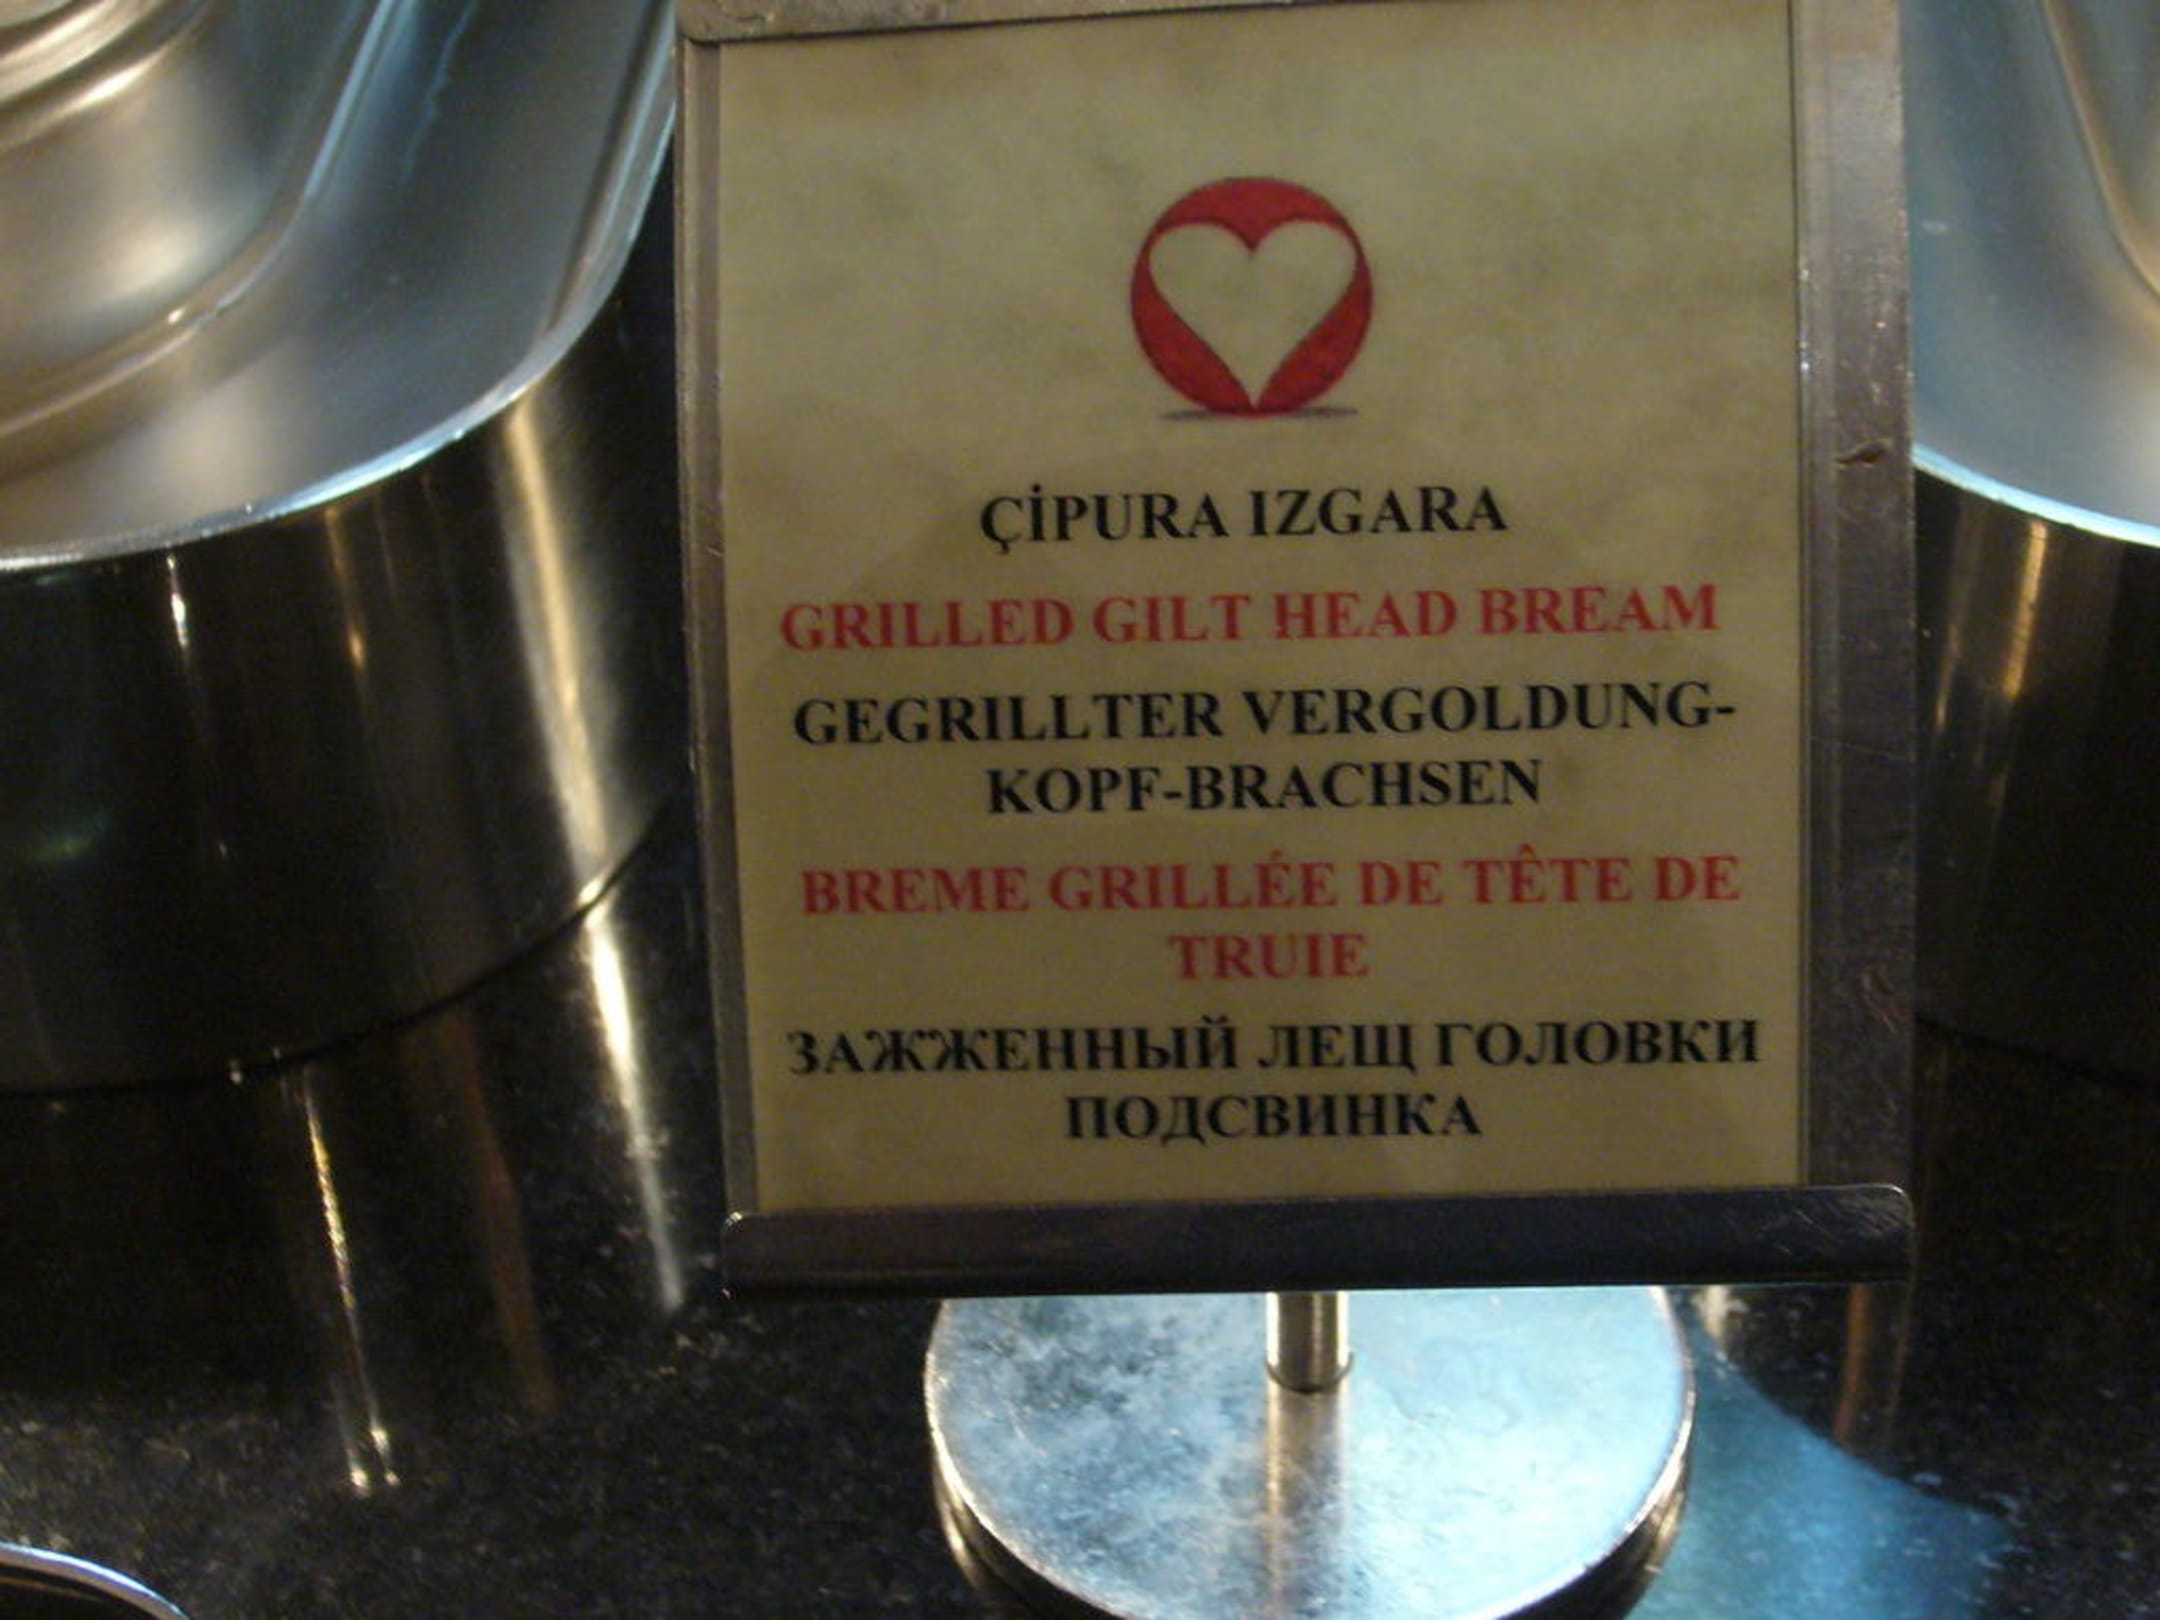 ÇİPURA IZGARA
GRILLED GILT HEAD BREAM
GEGRILLTER VERGOLDUNG-
KOPF-BRACHSEN
BREME GRILLÉE DE TÊTE DE
TRUIE
ЗАЖЖЕННЫЙ ЛЕЩ ГОЛОВКИ
ПОДСВИНКА